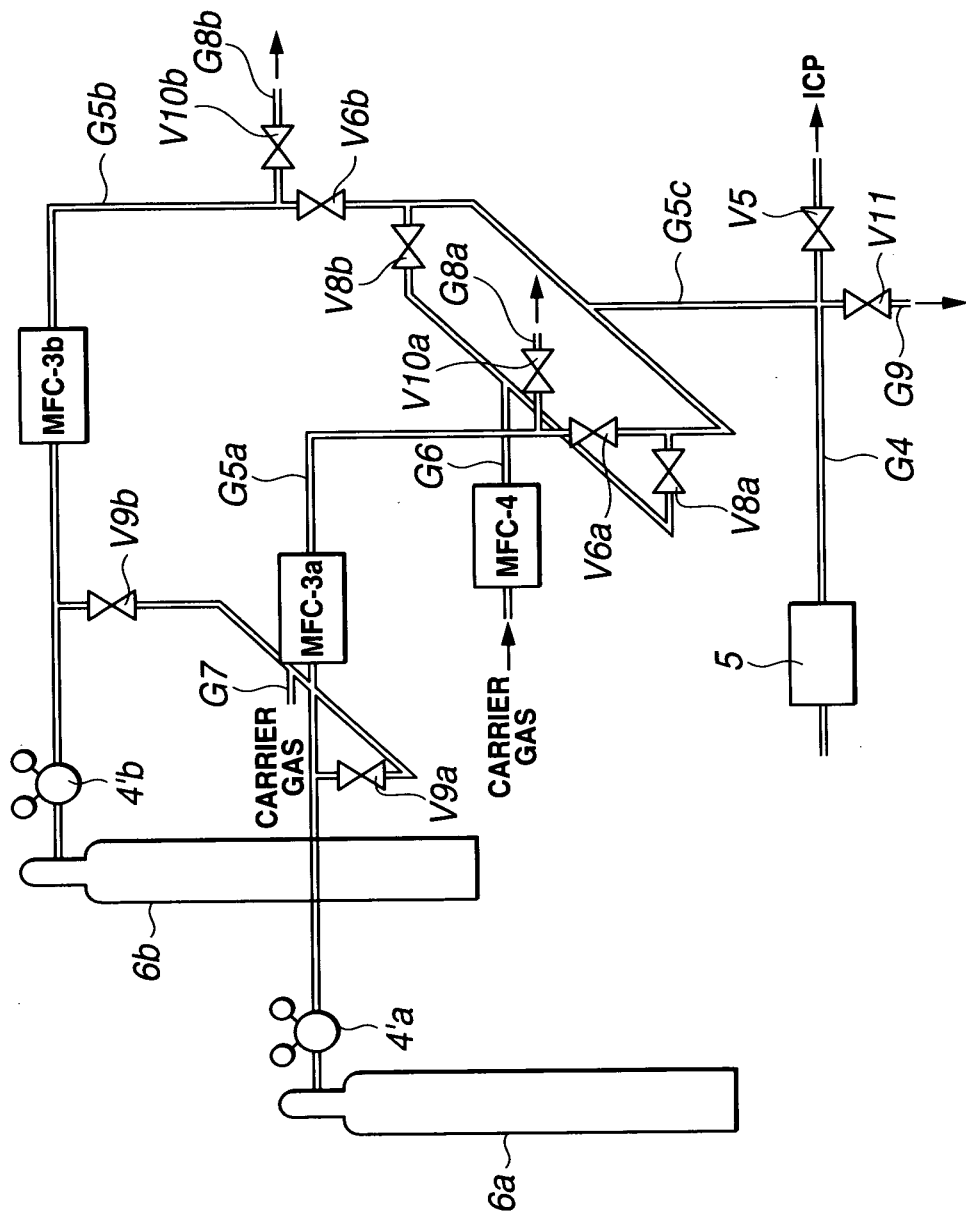 G5b
V10b
G8b
V6b
MFC-3b
V8b
G8a
G5c
V5
ICP
V11
V10a
G9
V9b
G5a
G6
V6a
V8a
G4
MFC-3a
MFC-4
G7
CARRIER
GAS
CARRIER
GAS
5
4'b
V9a
6b
4'a
6a